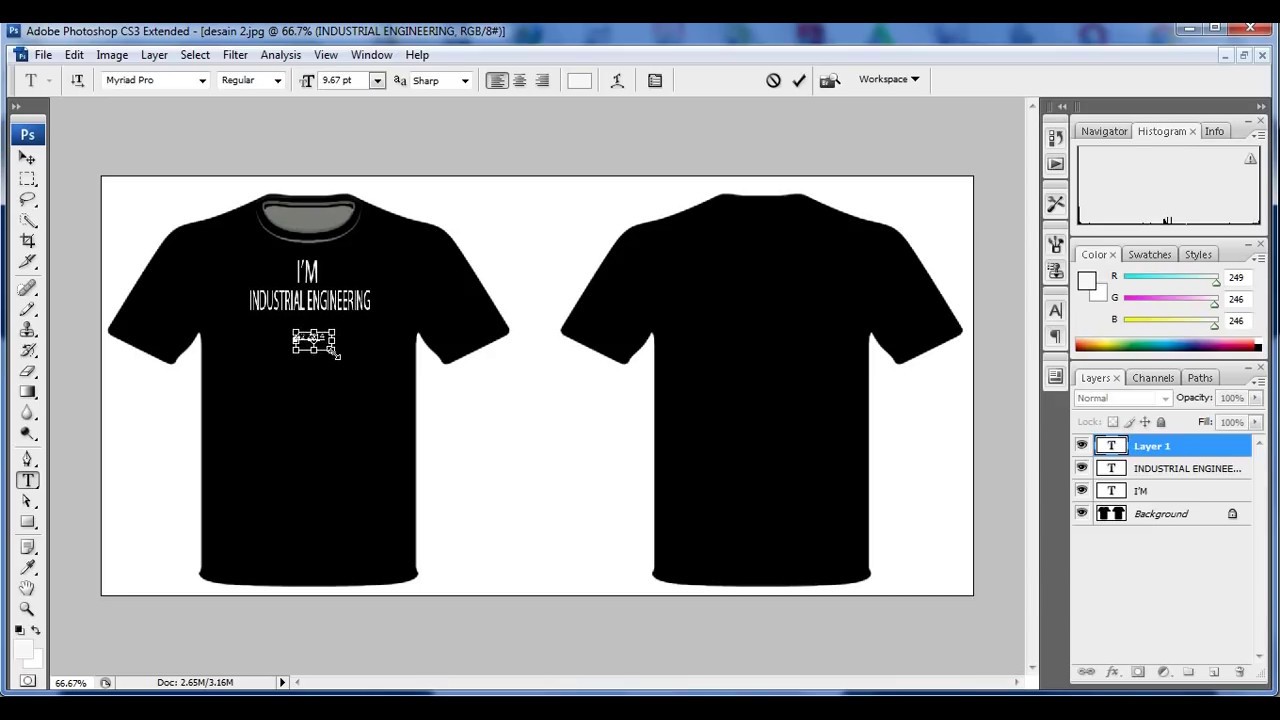 Adobe Photoshop CS3 Extended - [desain 2.jpg @ 66.7% (INDUSTRIAL ENGINEERING, RGB/8#)]
Ps File Edit Image Layer Select Filter Analysis View Window Help
T Myriad Pro Regular 9.67 pt aa Sharp Workspace
Ps
Navigator Histogram Info
I'M
INDUSTRIAL ENGINEERING
Color Swatches Styles
R 249
G 246
B 246
Layers Channels Paths
Normal Opacity: 100%
Lock: Fill: 100%
T Layer 1
T INDUSTRIAL ENGINEE...
T I'M
Background
66.67% Doc: 2.65M/3.16M